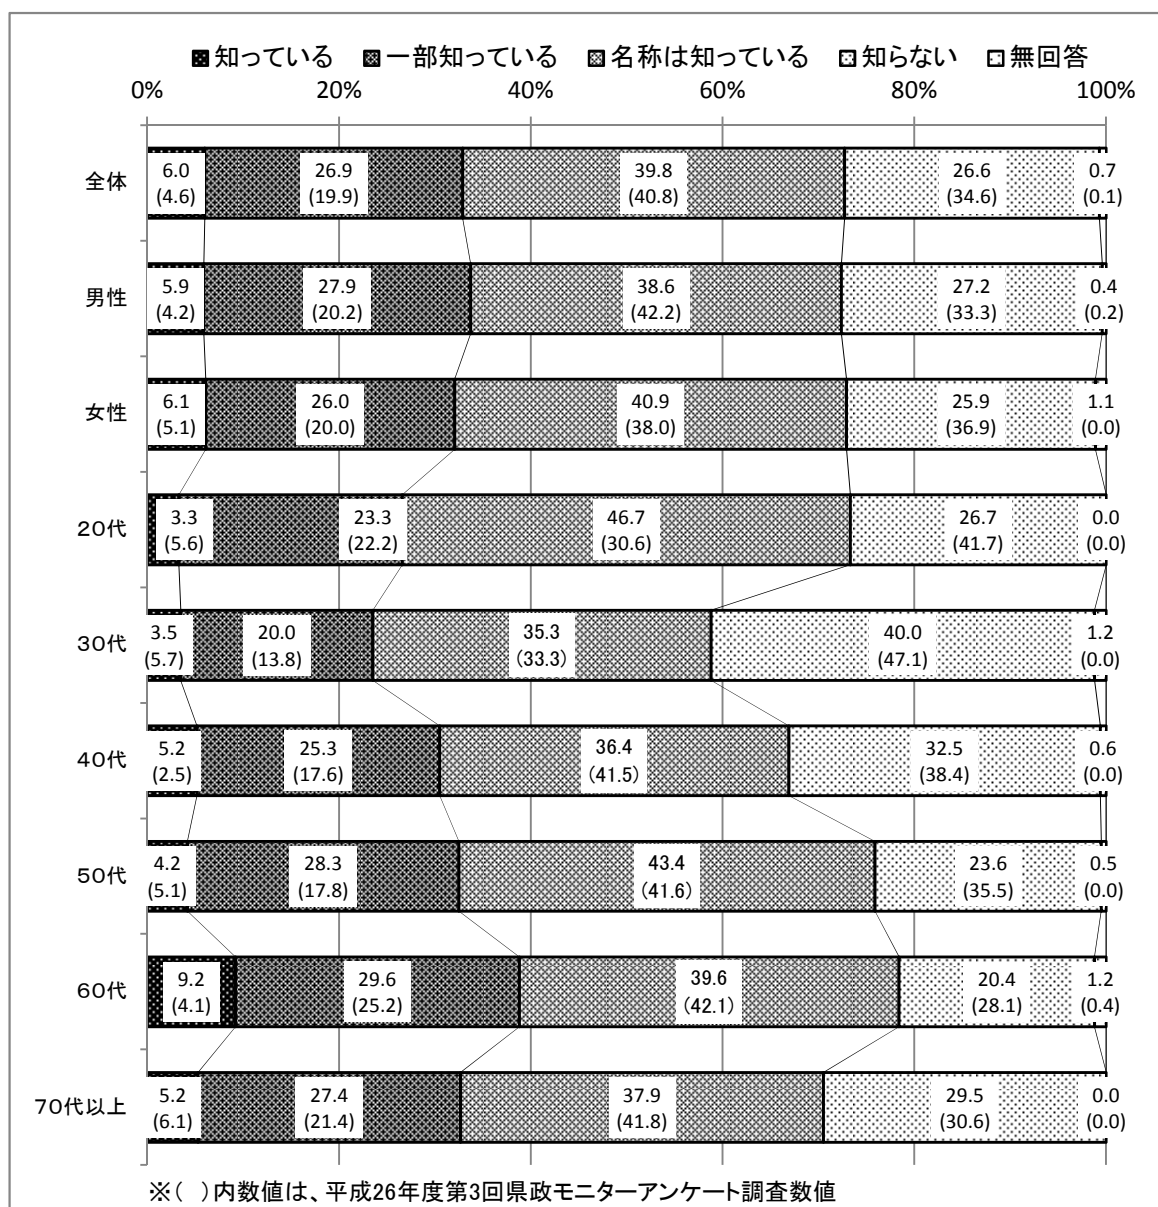 ■知っている ■一部知っている ■名称は知っている □知らない □無回答
0% 20% 40% 60% 80% 100%
全体 6.0 26.9 39.8 26.6 0.7
(4.6) (19.9) (40.8) (34.6) (0.1)
男性 5.9 27.9 38.6 27.2 0.4
(4.2) (20.2) (42.2) (33.3) (0.2)
女性 6.1 26.0 40.9 25.9 1.1
(5.1) (20.0) (38.0) (36.9) (0.0)
20代 3.3 23.3 46.7 26.7 0.0
(5.6) (22.2) (30.6) (41.7) (0.0)
30代 3.5 20.0 35.3 40.0 1.2
(5.7) (13.8) (33.3) (47.1) (0.0)
40代 5.2 25.3 36.4 32.5 0.6
(2.5) (17.6) (41.5) (38.4) (0.0)
50代 4.2 28.3 43.4 23.6 0.5
(5.1) (17.8) (41.6) (35.5) (0.0)
60代 9.2 29.6 39.6 20.4 1.2
(4.1) (25.2) (42.1) (28.1) (0.4)
70代以上 5.2 27.4 37.9 29.5 0.0
(6.1) (21.4) (41.8) (30.6) (0.0)
※( )内数値は、平成26年度第3回県政モニターアンケート調査数値